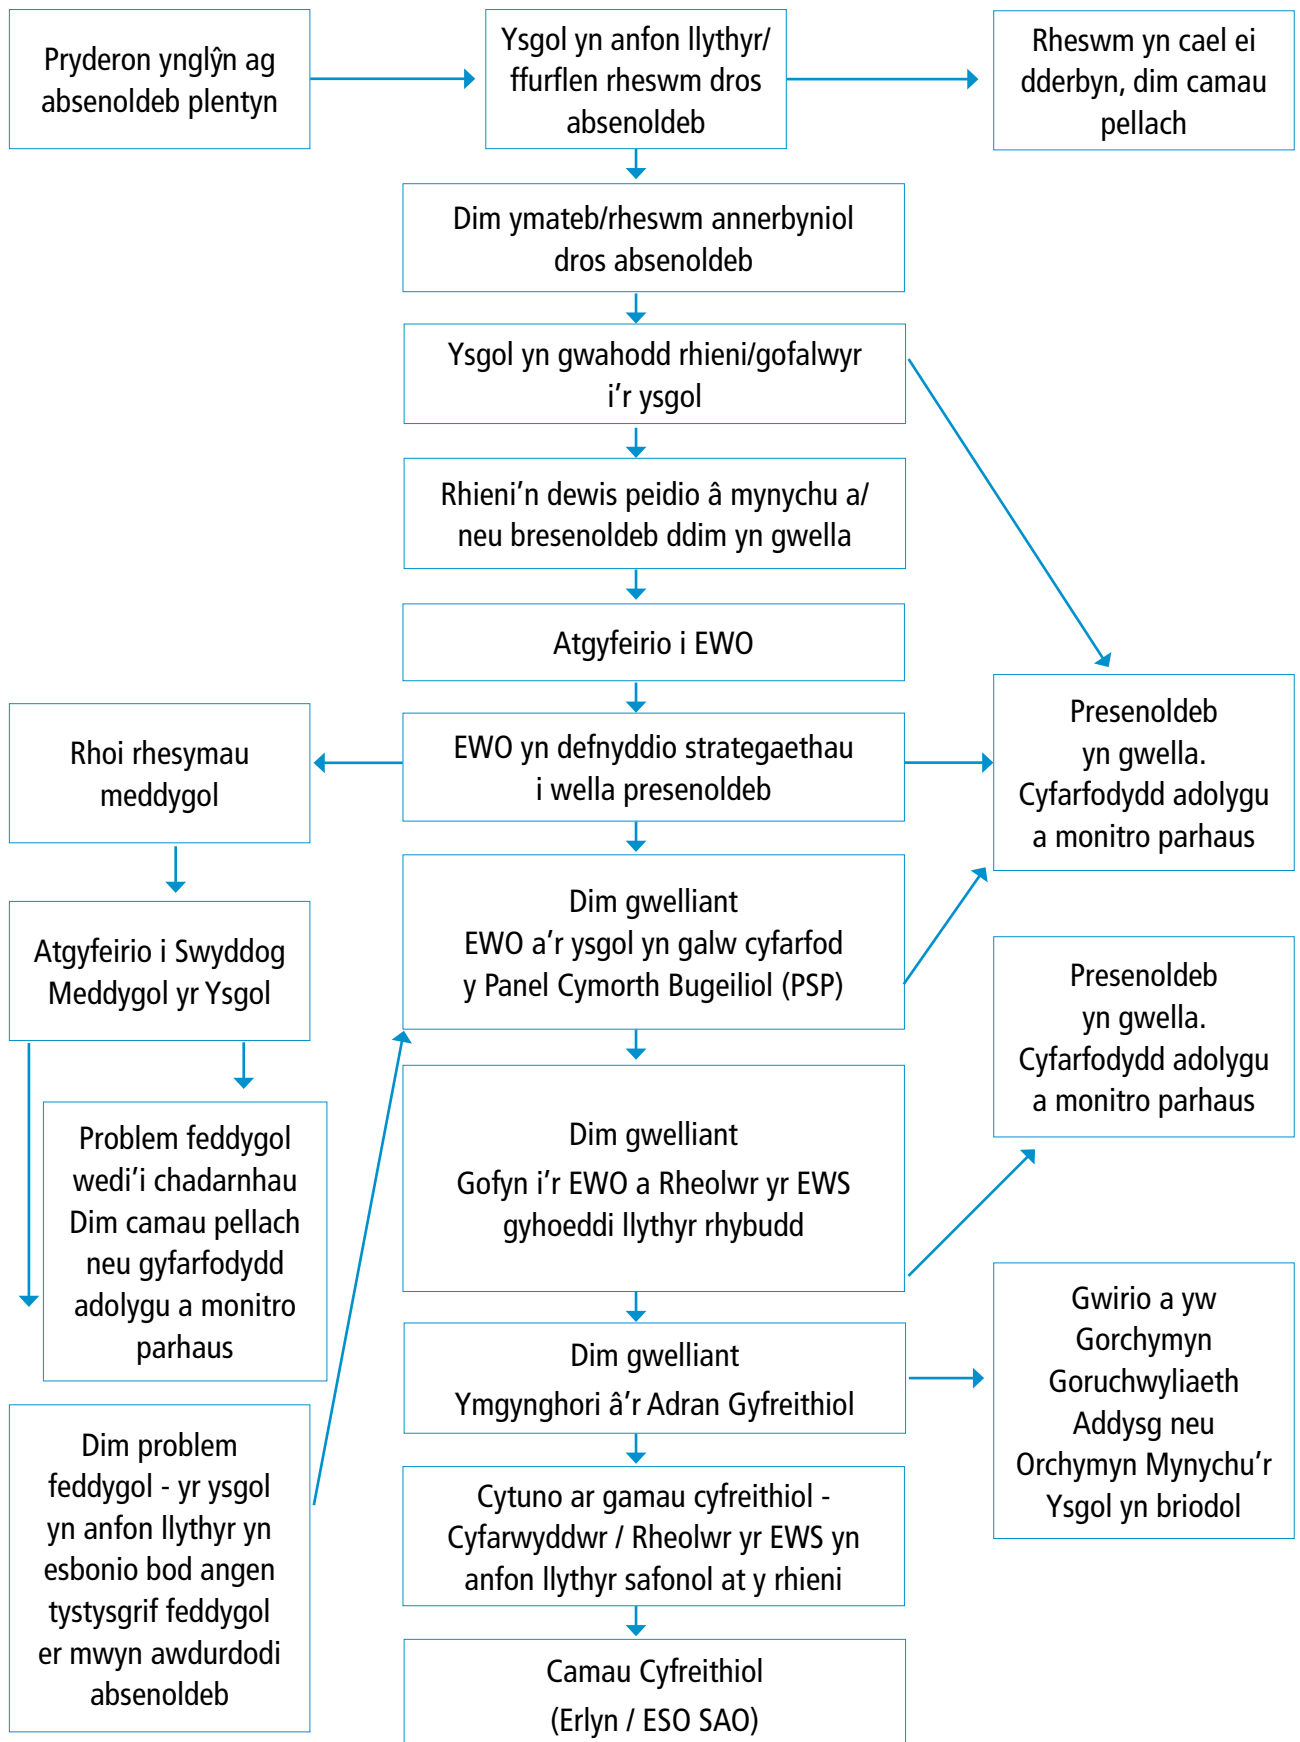 Pryderon ynglŷn ag
absenoldeb plentyn
Ysgol yn anfon llythyr/
ffurflen rheswm dros
absenoldeb
Rheswm yn cael ei
dderbyn, dim camau
pellach
Dim ymateb/rheswm annerbyniol
dros absenoldeb
Ysgol yn gwahodd rhieni/gofalwyr
i’r ysgol
Rhieni’n dewis peidio â mynychu a/
neu bresenoldeb ddim yn gwella
Atgyfeirio i EWO
EWO yn defnyddio strategaethau
i wella presenoldeb
Rhoi rhesymau
meddygol
Presenoldeb
yn gwella.
Cyfarfodydd adolygu
a monitro parhaus
Atgyfeirio i Swyddog
Meddygol yr Ysgol
Dim gwelliant
EWO a’r ysgol yn galw cyfarfod
y Panel Cymorth Bugeiliol (PSP)
Presenoldeb
yn gwella.
Cyfarfodydd adolygu
a monitro parhaus
Problem feddygol
wedi’i chadarnhau
Dim camau pellach
neu gyfarfodydd
adolygu a monitro
parhaus
Dim gwelliant
Gofyn i’r EWO a Rheolwr yr EWS
gyhoeddi llythyr rhybudd
Dim gwelliant
Ymgynghori â’r Adran Gyfreithiol
Gwirio a yw
Gorchymyn
Goruchwyliaeth
Addysg neu
Orchymyn Mynychu’r
Ysgol yn briodol
Dim problem
feddygol - yr ysgol
yn anfon llythyr yn
esbonio bod angen
tystysgrif feddygol
er mwyn awdurdodi
absenoldeb
Cytuno ar gamau cyfreithiol -
Cyfarwyddwr / Rheolwr yr EWS yn
anfon llythyr safonol at y rhieni
Camau Cyfreithiol
(Erlyn / ESO SAO)